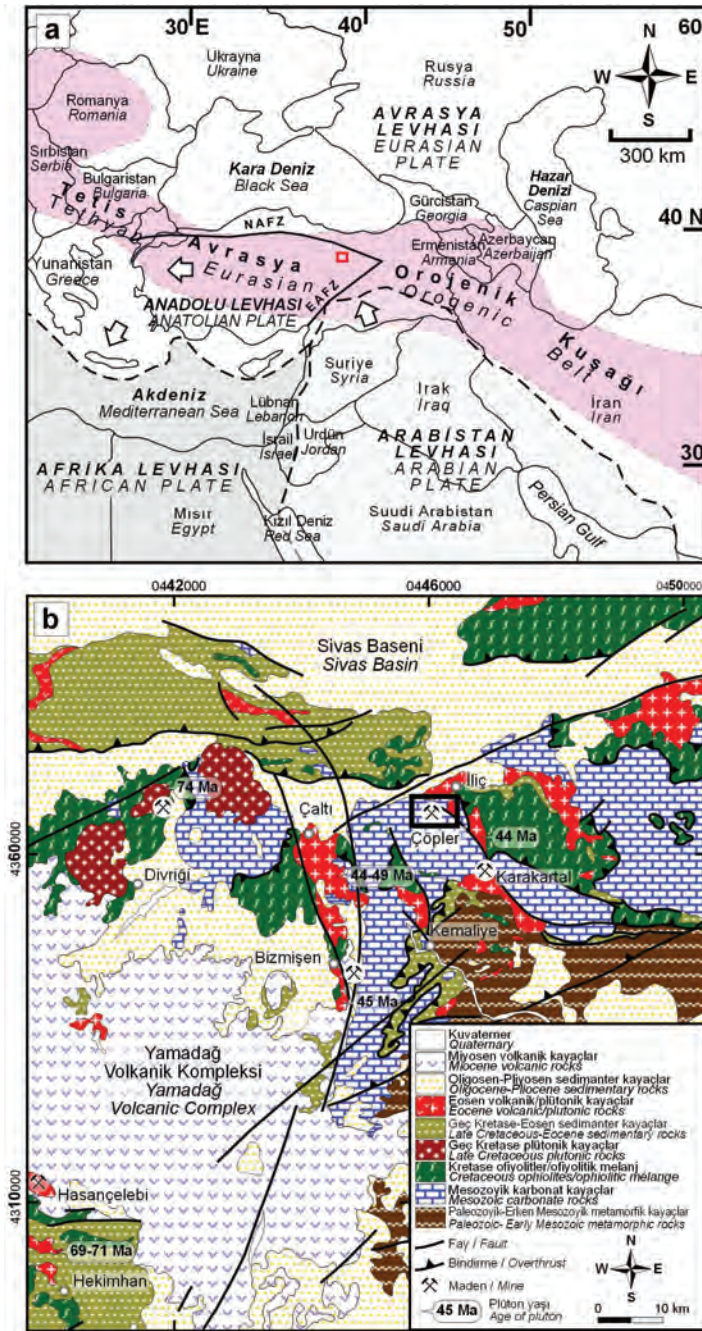 a
30 E
40
50
60
Ukrayna
Ukraine
Rusya
Russia
N
W
E
S
300 km
Romanya
Romania
AVRASYA
LEVHASI
EURASIAN
PLATE
Sırbistan
Serbia
Bulgaristan
Bulgaria
Kara Deniz
Black Sea
Hazar
Denizi
Caspian
Sea
Gürcistan
Georgia
40 N
Tetis
Tethyan
NAFZ
Ermenistan
Armenia
Azerbaycan
Azerbaijan
Yunanistan
Greece
Avrasya
Eurasian
Orojenik
Orogenic
ANADOLU LEVHASI
ANATOLIAN PLATE
EAFZ
Kuşağı
Belt
Suriye
Syria
Akdeniz
Mediterranean Sea
Lübnan
Lebanon
Irak
Iraq
İran
Iran
İsrail
Israel
Urdün
Jordan
ARABİSTAN
LEVHASI
ARABIAN
PLATE
30
AFRIKA LEVHASI
AFRICAN PLATE
Mısır
Egypt
Kızıl Deniz
Red Sea
Suudi Arabistan
Saudi Arabia
Persian Gulf
b
0442000
0446000
0450000
Sivas Baseni
Sivas Basin
74 Ma
Çaltı
İliç
Çöpler
44 Ma
4360000
Divriği
44-49 Ma
Karakartal
Kemaliye
Bizmişen
45 Ma
Yamadağ
Volkanik Kompleksi
Yamadağ
Volcanic Complex
4310000
Hasançelebi
69-71 Ma
Hekimhan
Kuvaterner
Quaternary
Miyosen volkanik kayaçlar
Miocene volcanic rocks
Oligosen-Pliyosen sedimanter kayaçlar
Oligocene-Pliocene sedimentary rocks
Eosen volkanik/plütonik kayaçlar
Eocene volcanic/plutonic rocks
Geç Kretase-Eosen sedimanter kayaçlar
Late Cretaceous-Eocene sedimentary rocks
Geç Kretase plütonik kayaçlar
Late Cretaceous plutonic rocks
Kretase ofiyolitler/ofiyolitik melanj
Cretaceous ophiolites/ophiolitic mélange
Mesozoyik karbonat kayaçlar
Mesozoic carbonate rocks
Paleozoyik-Erken Mesozoyik metamorfik kayaçlar
Paleozoic- Early Mesozoic metamorphic rocks
Fay / Fault
Bindirme / Overthrust
Maden / Mine
45 Ma
Plüton yaşı
Age of pluton
N
W
E
S
0
10 km